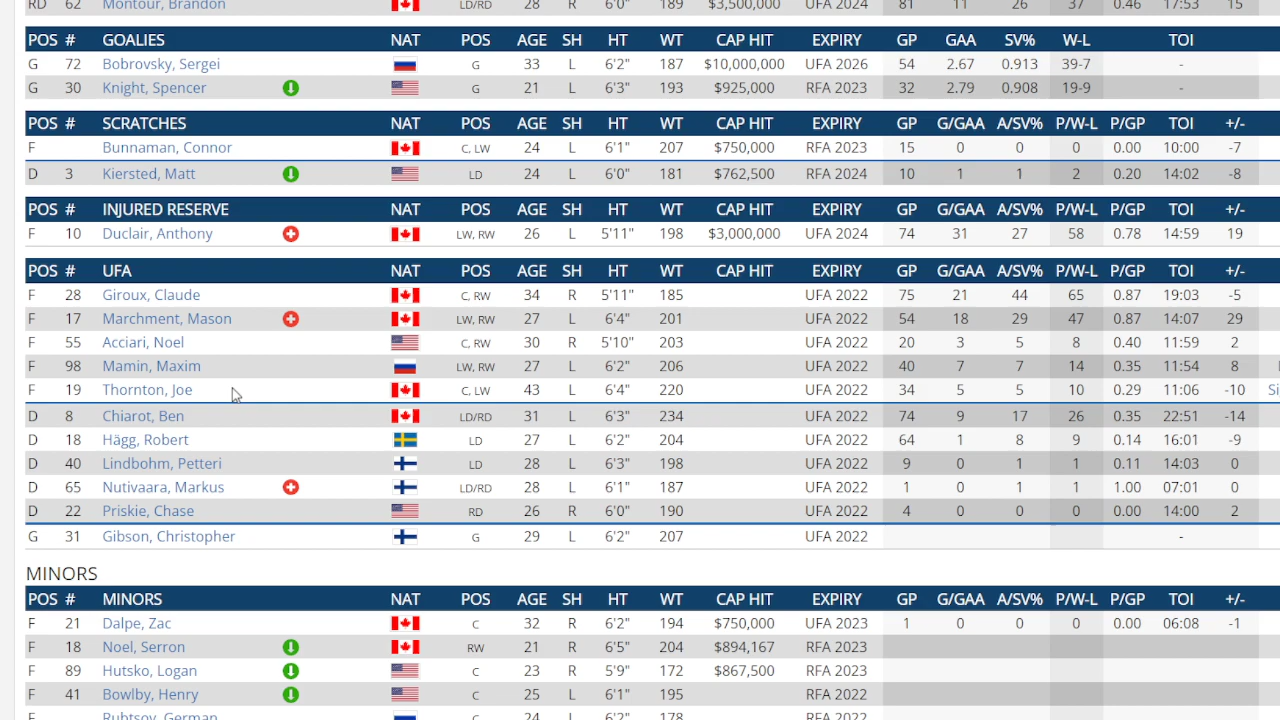 RD 62 Montour, Brandon LD/RD 28 R 6'0" 189 $3,500,000 UFA 2024 81 11 26 37 0.46 17:53 15
POS # GOALIES NAT POS AGE SH HT WT CAP HIT EXPIRY GP GAA SV% W-L TOI
G 72 Bobrovsky, Sergei G 33 L 6'2" 187 $10,000,000 UFA 2026 54 2.67 0.913 39-7 -
G 30 Knight, Spencer G 21 L 6'3" 193 $925,000 RFA 2023 32 2.79 0.908 19-9 -
POS # SCRATCHES NAT POS AGE SH HT WT CAP HIT EXPIRY GP G/GAA A/SV% P/W-L P/GP TOI +/-
F Bunnaman, Connor C, LW 24 L 6'1" 207 $750,000 RFA 2023 15 0 0 0 0.00 10:00 -7
D 3 Kiersted, Matt LD 24 L 6'0" 181 $762,500 RFA 2024 10 1 1 2 0.20 14:02 -8
POS # INJURED RESERVE NAT POS AGE SH HT WT CAP HIT EXPIRY GP G/GAA A/SV% P/W-L P/GP TOI +/-
F 10 Duclair, Anthony LW, RW 26 L 5'11" 198 $3,000,000 UFA 2024 74 31 27 58 0.78 14:59 19
POS # UFA NAT POS AGE SH HT WT CAP HIT EXPIRY GP G/GAA A/SV% P/W-L P/GP TOI +/-
F 28 Giroux, Claude C, RW 34 R 5'11" 185 UFA 2022 75 21 44 65 0.87 19:03 -5
F 17 Marchment, Mason LW, RW 27 L 6'4" 201 UFA 2022 54 18 29 47 0.87 14:07 29
F 55 Acciari, Noel C, RW 30 R 5'10" 203 UFA 2022 20 3 5 8 0.40 11:59 2
F 98 Mamin, Maxim LW, RW 27 L 6'2" 206 UFA 2022 40 7 7 14 0.35 11:54 8
F 19 Thornton, Joe C, LW 43 L 6'4" 220 UFA 2022 34 5 5 10 0.29 11:06 -10 Si
D 8 Chiarot, Ben LD/RD 31 L 6'3" 234 UFA 2022 74 9 17 26 0.35 22:51 -14
D 18 Hägg, Robert LD 27 L 6'2" 204 UFA 2022 64 1 8 9 0.14 16:01 -9
D 40 Lindbohm, Petteri LD 28 L 6'3" 198 UFA 2022 9 0 1 1 0.11 14:03 0
D 65 Nutivaara, Markus LD/RD 28 L 6'1" 187 UFA 2022 1 0 1 1 1.00 07:01 0
D 22 Priskie, Chase RD 26 R 6'0" 190 UFA 2022 4 0 0 0 0.00 14:00 2
G 31 Gibson, Christopher G 29 L 6'2" 207 UFA 2022 -
MINORS
POS # MINORS NAT POS AGE SH HT WT CAP HIT EXPIRY GP G/GAA A/SV% P/W-L P/GP TOI +/-
F 21 Dalpe, Zac C 32 R 6'2" 194 $750,000 UFA 2023 1 0 0 0 0.00 06:08 -1
F 18 Noel, Serron RW 21 R 6'5" 204 $894,167 RFA 2023
F 89 Hutsko, Logan C 23 R 5'9" 172 $867,500 RFA 2023
F 41 Bowlby, Henry C 25 L 6'1" 195 RFA 2022
F Rubtsov, German C 24 L 6'2" 178 RFA 2022